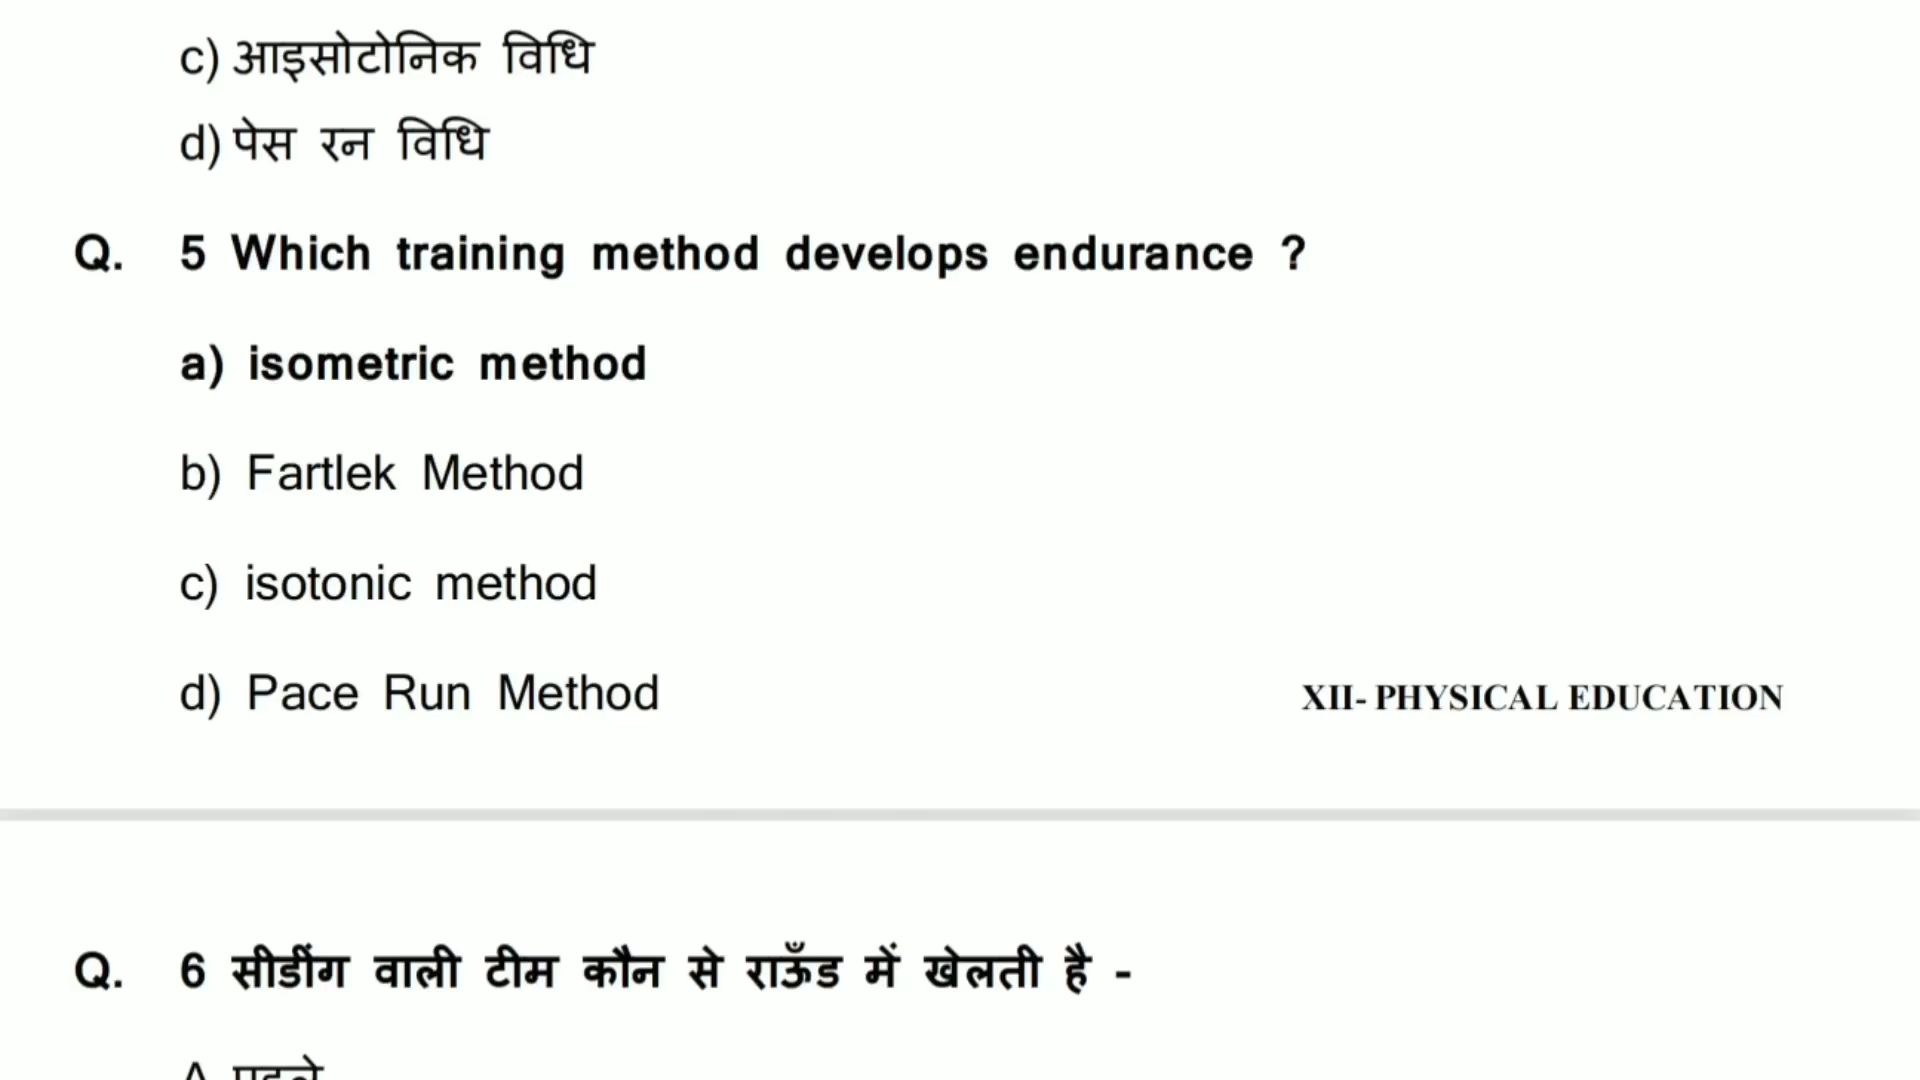 c) आइसोटोनिक विधि
d) पेस रन विधि
Q. 5 Which training method develops endurance ?
a) isometric method
b) Fartlek Method
c) isotonic method
d) Pace Run Method
XII- PHYSICAL EDUCATION
Q. 6 सीडींग वाली टीम कौन से राऊँड में खेलती है -